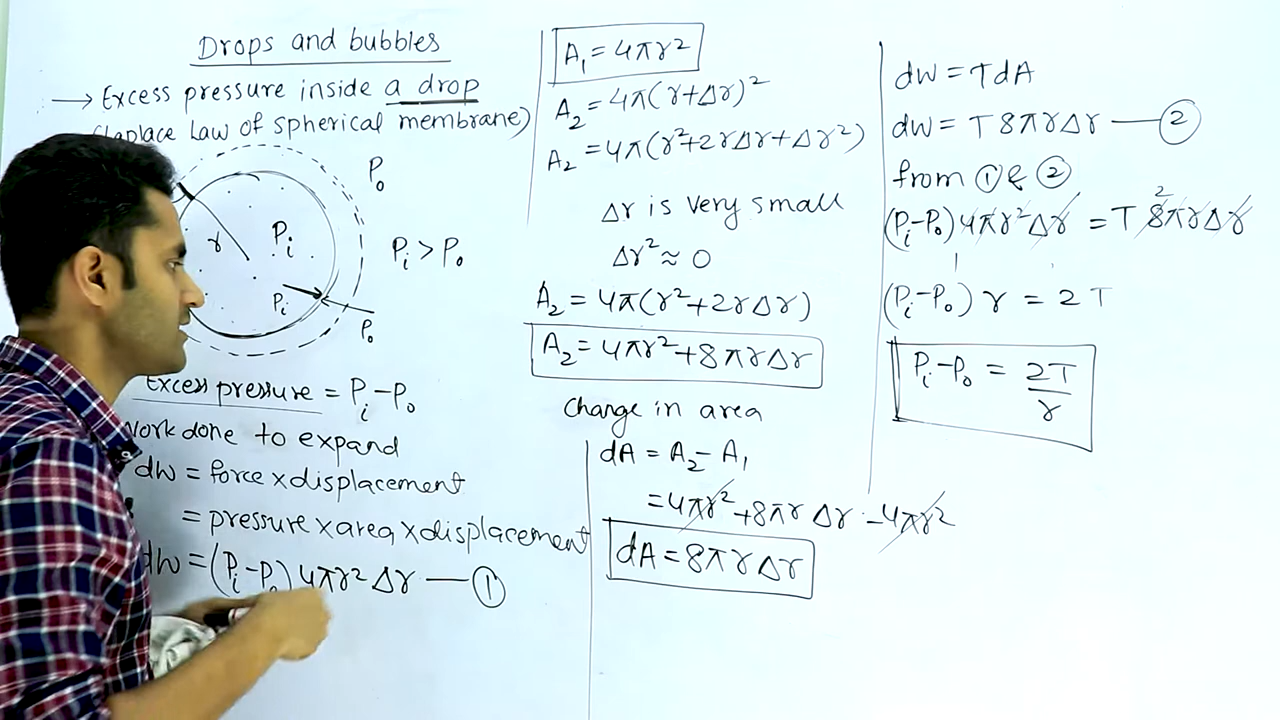 Drops and bubbles
→ Excess pressure inside a drop
(Laplace Law of spherical membrane)
P₀
r
Pᵢ
Pᵢ > P₀
Pᵢ
P₀
Excess pressure = Pᵢ - P₀
Work done to expand
dw = force × displacement
= pressure × area × displacement
dw = (Pᵢ - P₀) 4πr² Δr — ①
A₁ = 4πr²
A₂ = 4π(r+Δr)²
A₂ = 4π(r²+2rΔr+Δr²)
Δr is very small
Δr² ≈ 0
A₂ = 4π(r²+2rΔr)
A₂ = 4πr²+8πrΔr
Change in area
dA = A₂ - A₁
= 4πr²+8πrΔr - 4πr²
dA = 8πrΔr
dw = TdA
dw = T 8πrΔr — ②
from ① & ②
(Pᵢ-P₀) 4πr²Δr = T 8πrΔr
2
(Pᵢ-P₀) r = 2 T
Pᵢ-P₀ = 2T/r